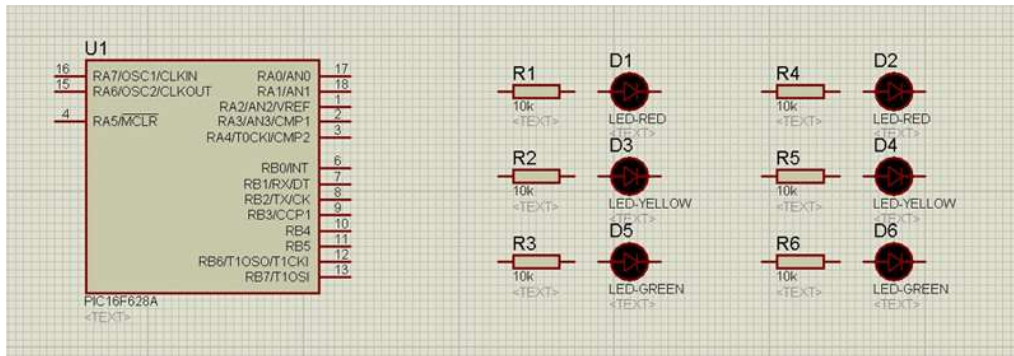 U1
16 RA7/OSC1/CLKIN RA0/AN0 17
15 RA6/OSC2/CLKOUT RA1/AN1 18
RA2/AN2/VREF 1
4 RA5/MCLR RA3/AN3/CMP1 2
RA4/T0CKI/CMP2 3
RB0/INT 6
RB1/RX/DT 7
RB2/TX/CK 8
RB3/CCP1 9
RB4 10
RB5 11
RB6/T1OSO/T1CKI 12
RB7/T1OSI 13
PIC16F628A
<TEXT>
R1 D1 R4 D2
10k LED-RED 10k LED-RED
<TEXT> <TEXT> <TEXT> <TEXT>
R2 D3 R5 D4
10k LED-YELLOW 10k LED-YELLOW
<TEXT> <TEXT> <TEXT> <TEXT>
R3 D5 R6 D6
10k LED-GREEN 10k LED-GREEN
<TEXT> <TEXT> <TEXT> <TEXT>